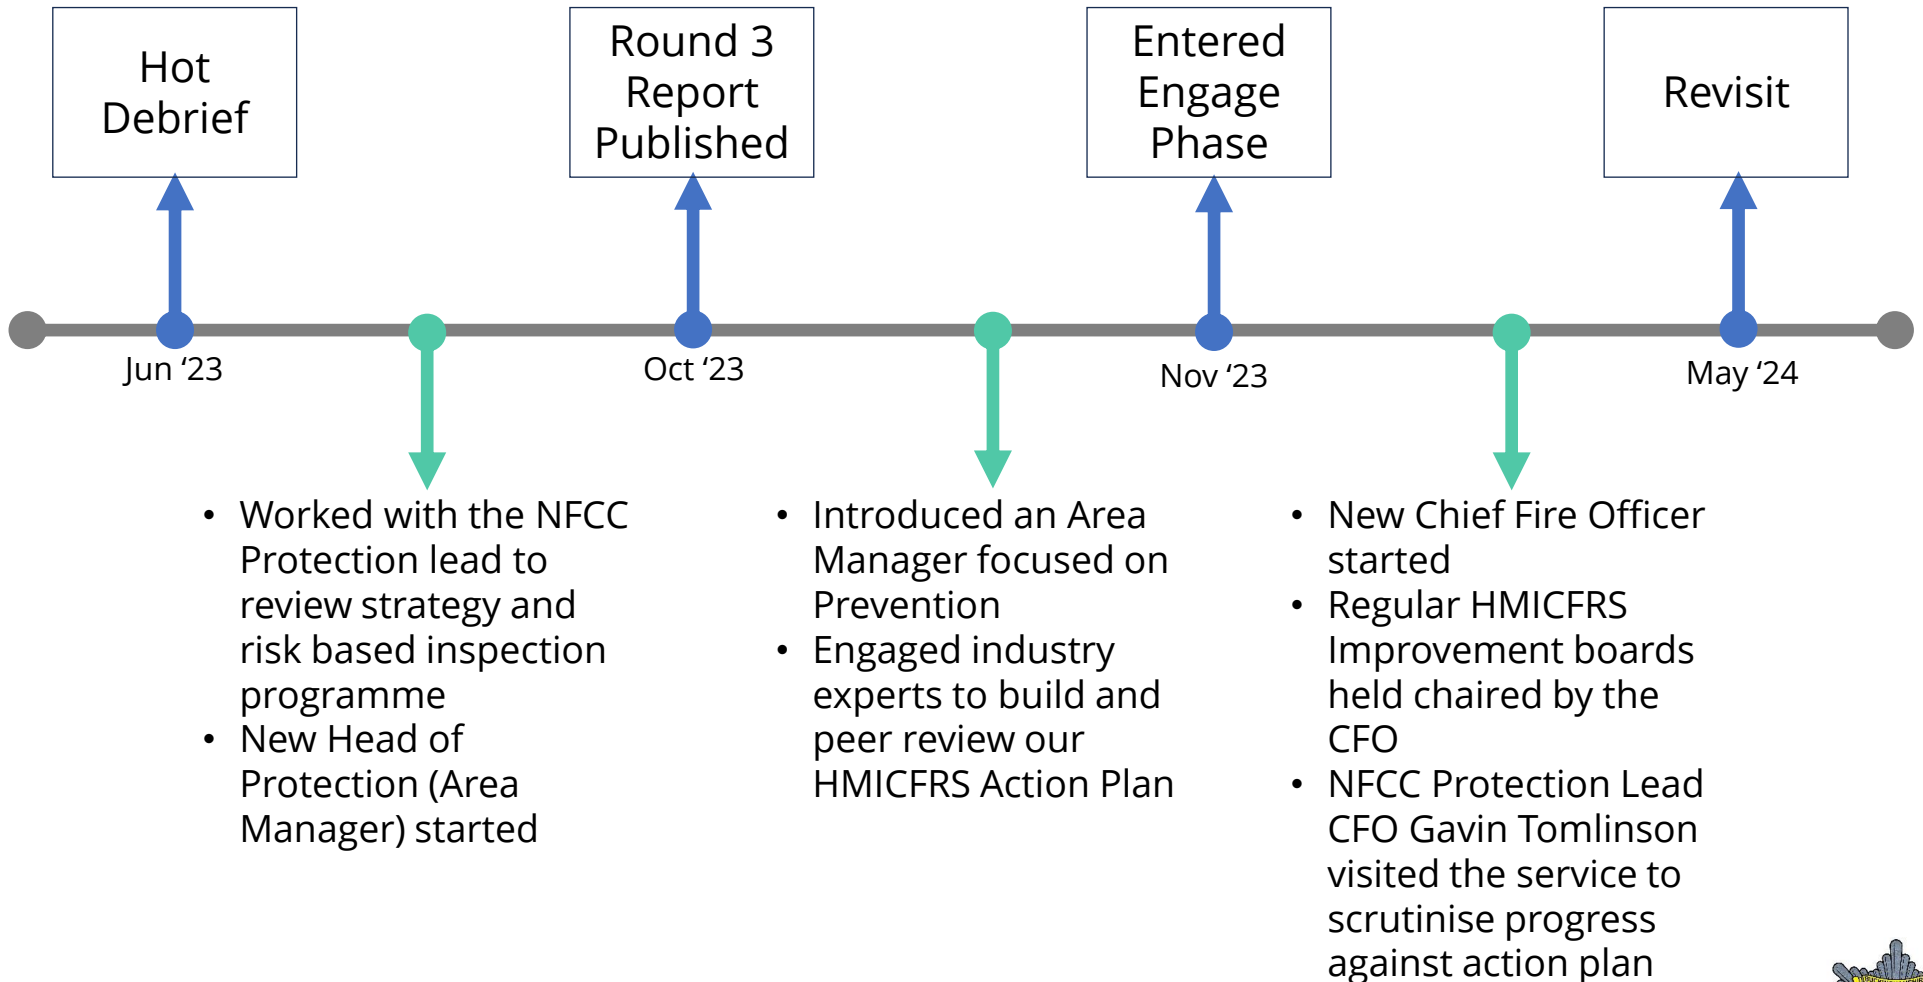 Hot
Debrief
Round 3
Report
Published
Entered
Engage
Phase
Revisit
Jun ‘23
Oct ‘23
Nov ‘23
May ‘24
• Worked with the NFCC
Protection lead to
review strategy and
risk based inspection
programme
• New Head of
Protection (Area
Manager) started
• Introduced an Area
Manager focused on
Prevention
• Engaged industry
experts to build and
peer review our
HMICFRS Action Plan
• New Chief Fire Officer
started
• Regular HMICFRS
Improvement boards
held chaired by the
CFO
• NFCC Protection Lead
CFO Gavin Tomlinson
visited the service to
scrutinise progress
against action plan